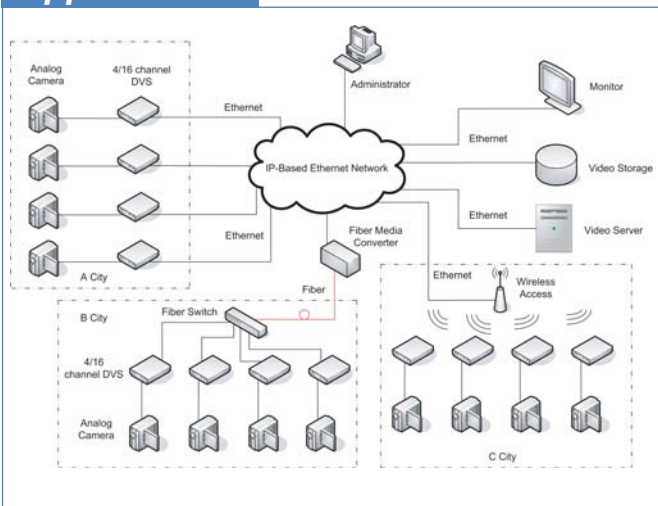 Analog
Camera
4/16 channel
DVS
Ethernet
Administrator
Monitor
Ethernet
IP-Based Ethernet Network
Video Storage
Ethernet
Video Server
Ethernet
A City
Fiber Media
Converter
Ethernet
Wireless
Access
Fiber
B City
Fiber Switch
4/16
channel DVS
Analog
Camera
C City